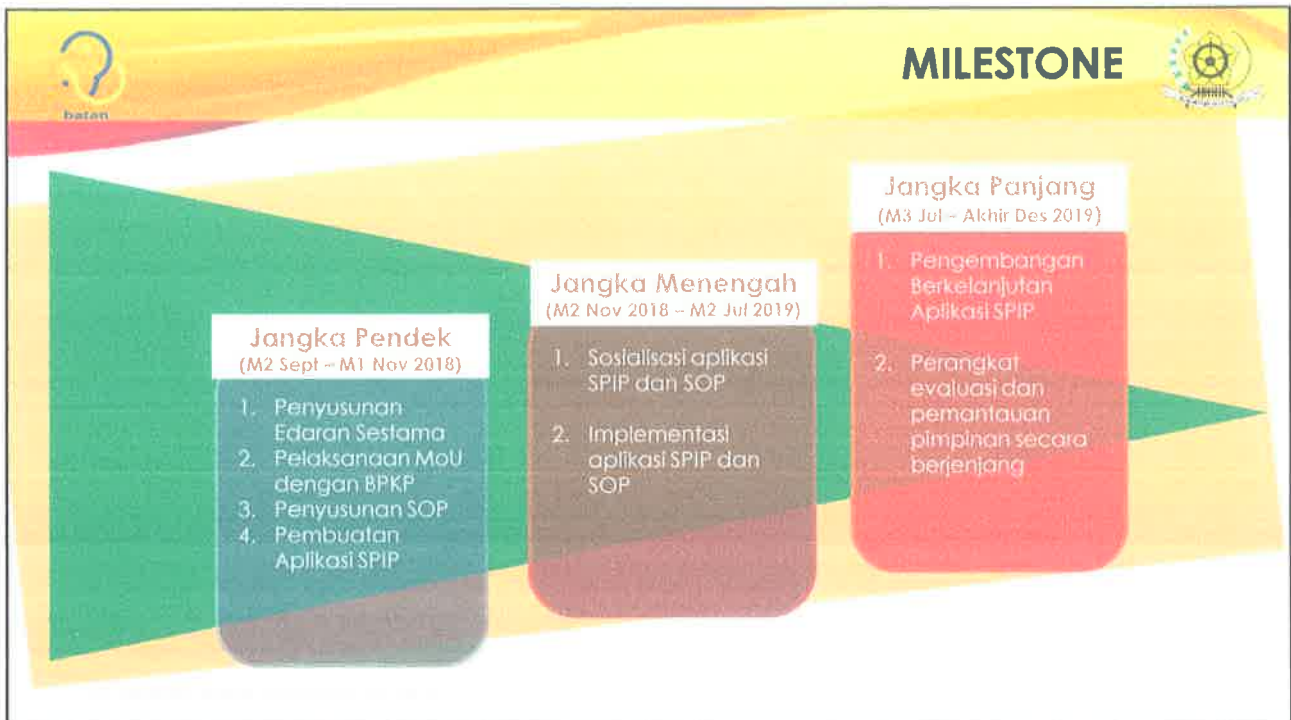 batan
MILESTONE
Jangka Pendek
(M2 Sept – M1 Nov 2018)
1. Penyusunan
Edaran Sestama
2. Pelaksanaan MoU
dengan BPKP
3. Penyusunan SOP
4. Pembuatan
Aplikasi SPIP
Jangka Menengah
(M2 Nov 2018 – M2 Jul 2019)
1. Sosialisasi aplikasi
SPIP dan SOP
2. Implementasi
aplikasi SPIP dan
SOP
Jangka Panjang
(M3 Jul – Akhir Des 2019)
1. Pengembangan
Berkelanjutan
Aplikasi SPIP
2. Perangkat
evaluasi dan
pemantauan
pimpinan secara
berjenjang